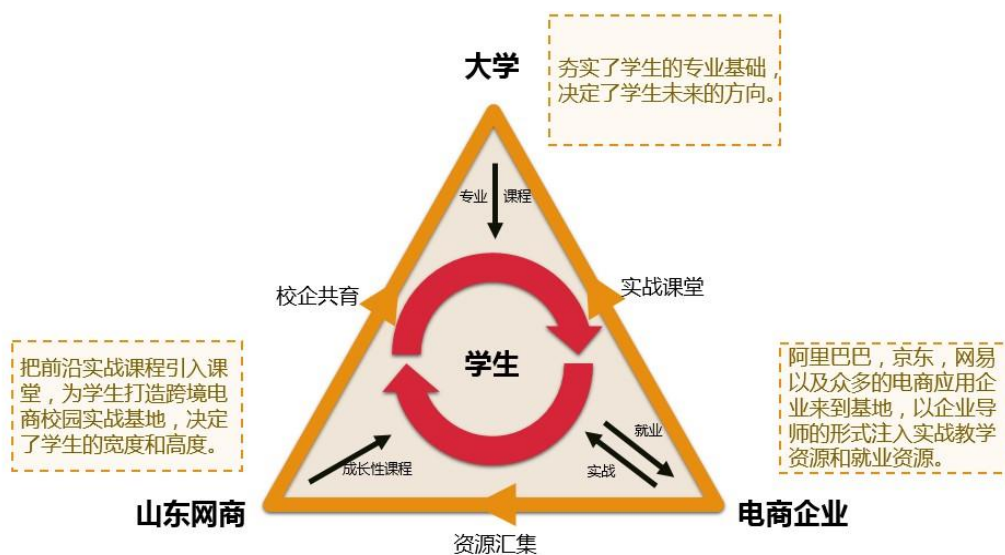 大学
夯实了学生的专业基础，
决定了学生未来的方向。
专业 课程
校企共育
实战课堂
学生
把前沿实战课程引入课
堂，为学生打造跨境电
商校园实战基地，决定
了学生的宽度和高度。
阿里巴巴，京东，网易
以及众多的电商应用企
业来到基地，以企业导
师的形式注入实战教学
资源和就业资源。
就业
成长性课程
实战
山东网商
电商企业
资源汇集